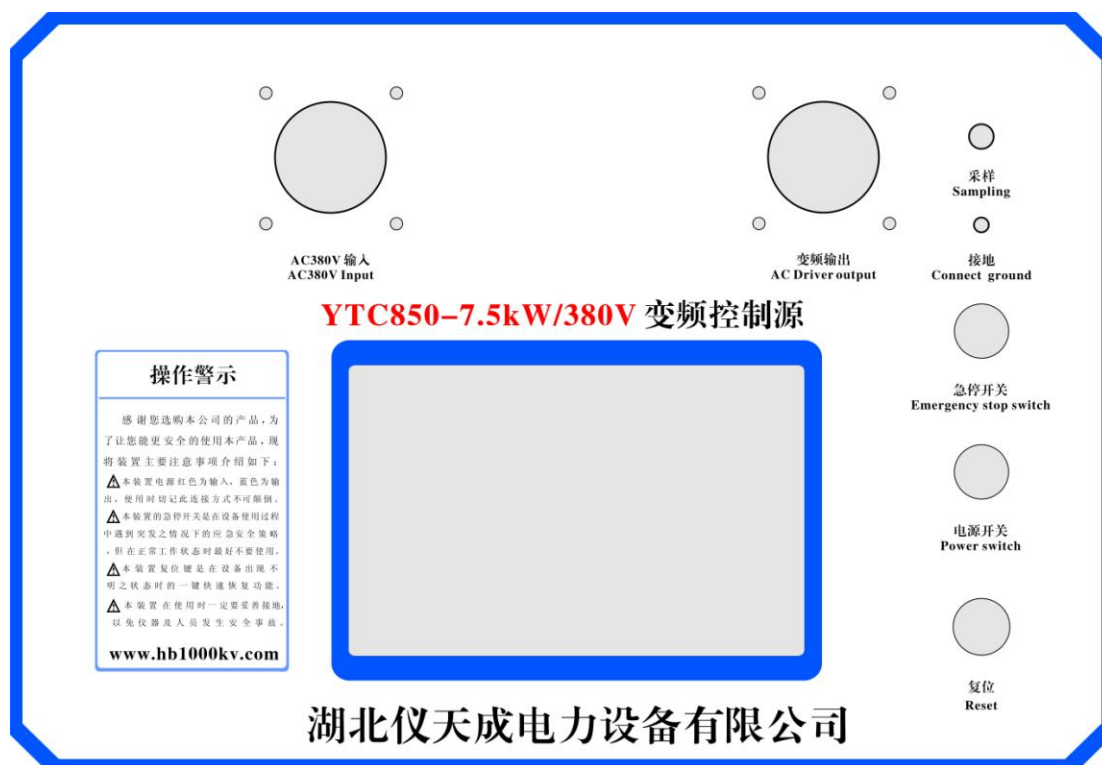 采样
Sampling
AC380V 输入
AC380V Input
变频输出
AC Driver output
接地
Connect ground
YTC850-7.5kW/380V 变频控制源
操作警示
感谢您选购本公司的产品，为
了让您能更安全的使用本产品，现
将装置主要注意事项介绍如下：
本装置电源红色为输入，蓝色为输
出，使用时切记此连接方式不可颠倒。
本装置的急停开关是在设备使用过程
中遇到突发之情况下的应急安全策略
，但在正常工作状态时最好不要使用。
本装置复位键是在设备出现不
明之状态时的一键快速恢复功能。
本装置在使用时一定要妥善接地，
以免仪器及人员发生安全事故。
www.hb1000kv.com
急停开关
Emergency stop switch
电源开关
Power switch
复位
Reset
湖北仪天成电力设备有限公司